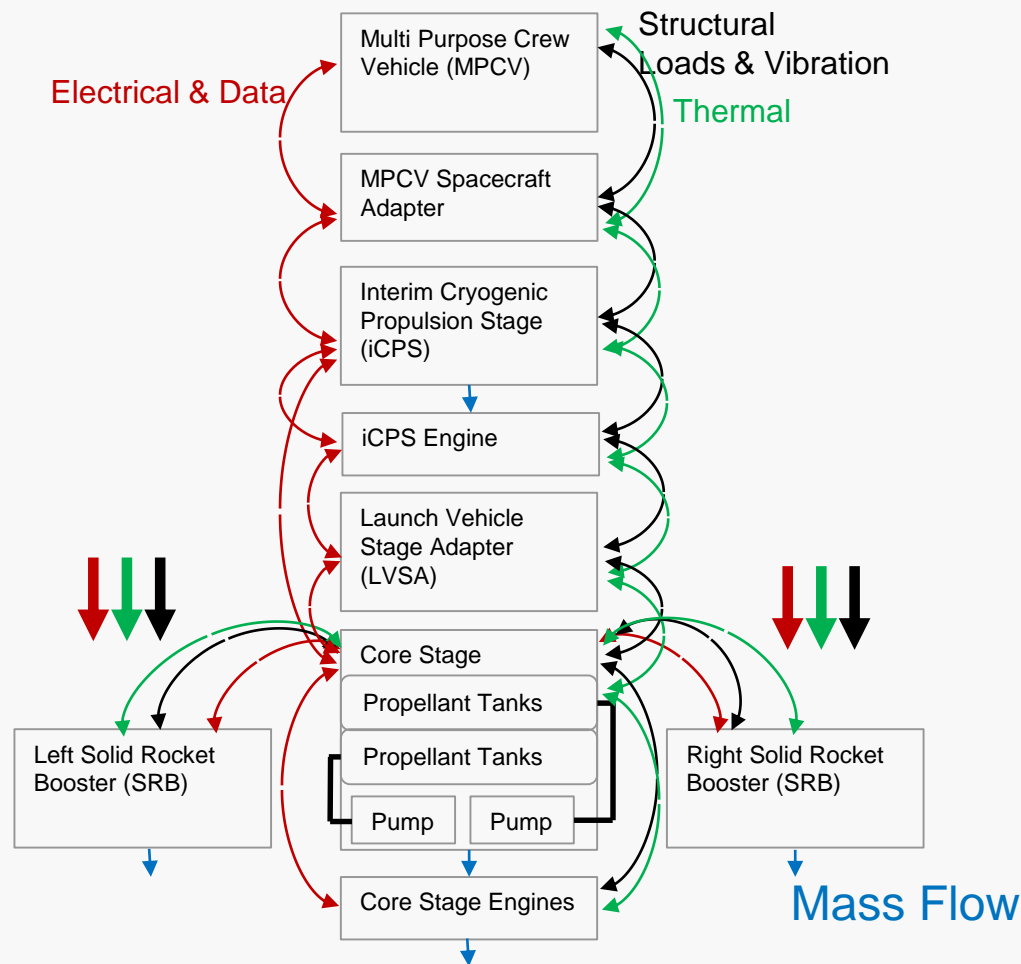 Multi Purpose Crew
Vehicle (MPCV)
Structural
Loads & Vibration
Electrical & Data
Thermal
MPCV Spacecraft
Adapter
Interim Cryogenic
Propulsion Stage
(iCPS)
iCPS Engine
Launch Vehicle
Stage Adapter
(LVSA)
Core Stage
Propellant Tanks
Propellant Tanks
Pump
Pump
Left Solid Rocket
Booster (SRB)
Right Solid Rocket
Booster (SRB)
Core Stage Engines
Mass Flow